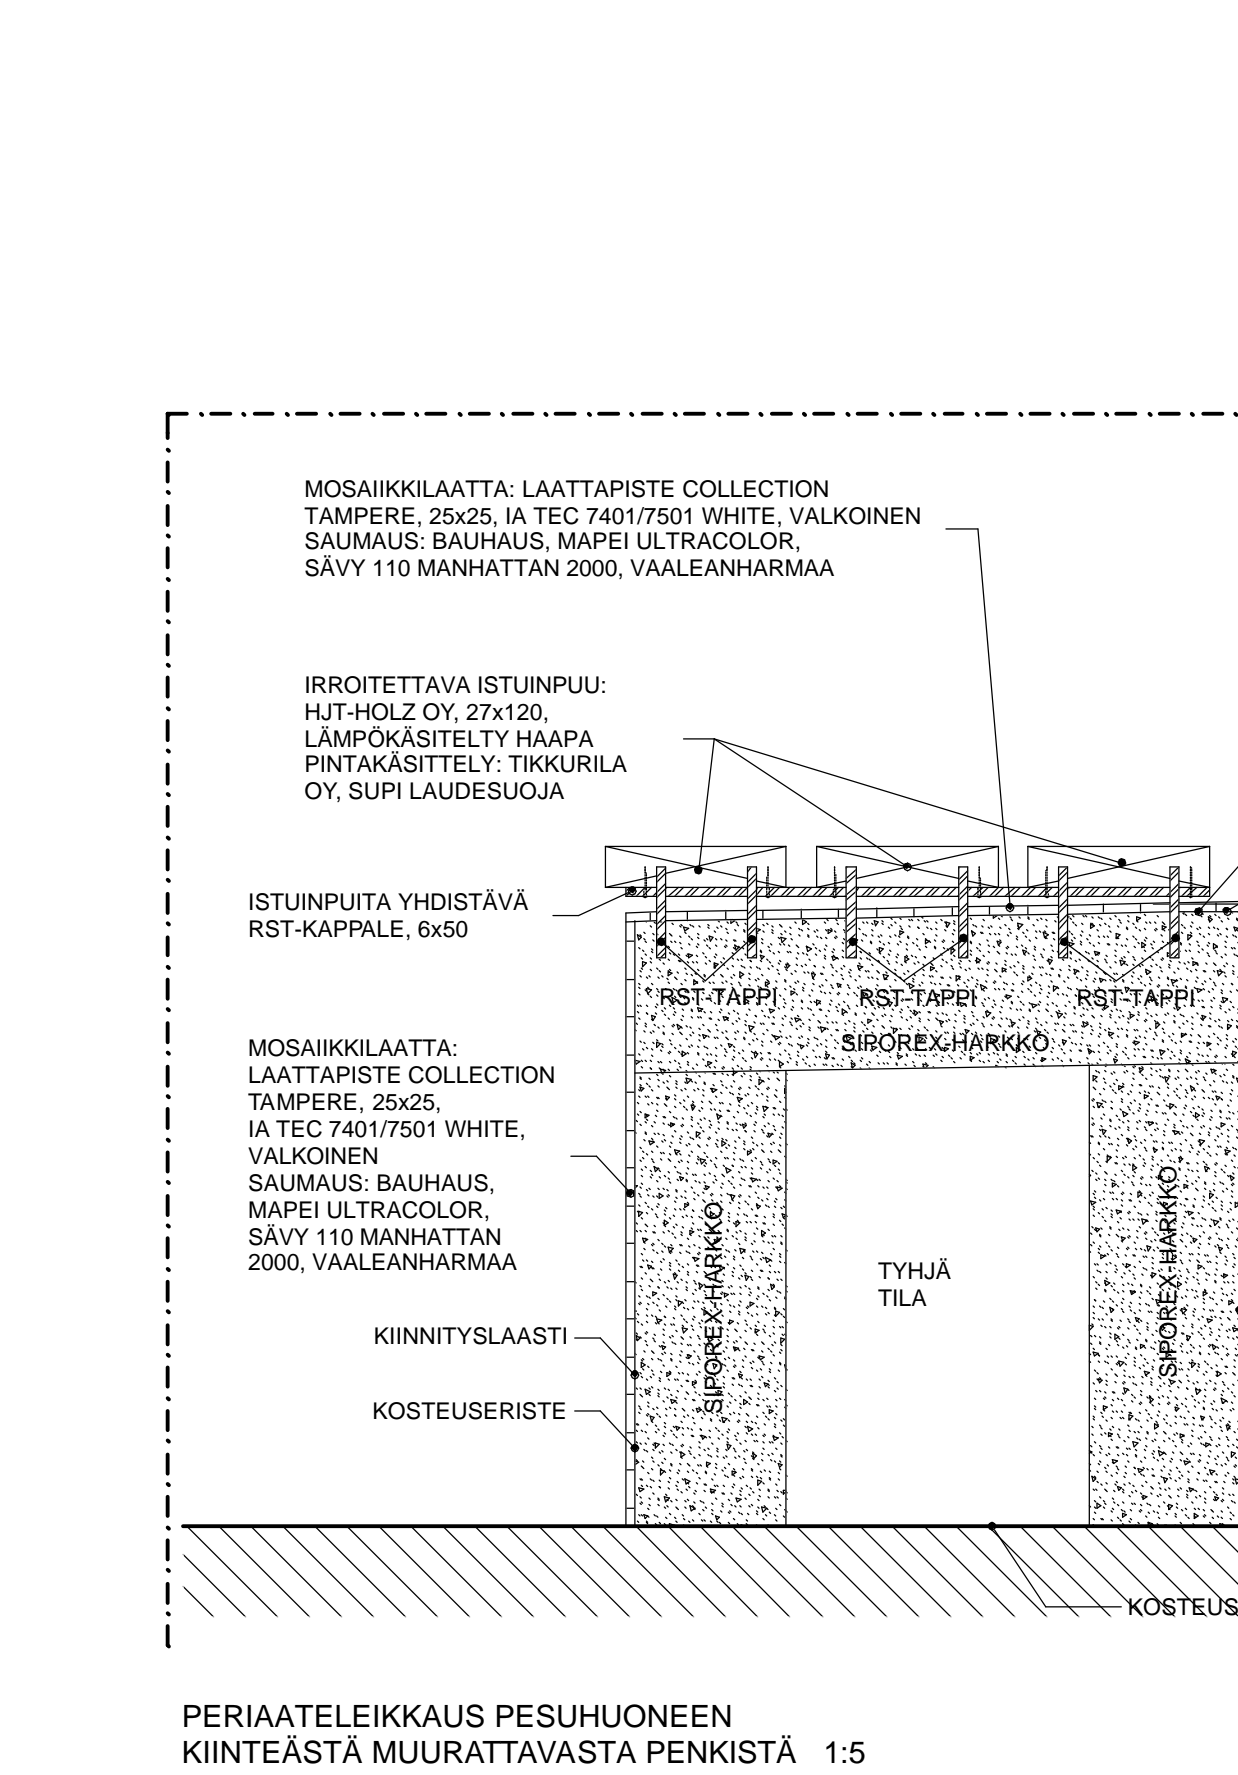 MOSAIIKKILAATTA: LAATTAPISTE COLLECTION
TAMPERE, 25x25, IA TEC 7401/7501 WHITE, VALKOINEN
SAUMAUS: BAUHAUS, MAPEI ULTRACOLOR,
SÄVY 110 MANHATTAN 2000, VAALEANHARMAA
IRROITETTAVA ISTUINPUU:
HJT-HOLZ OY, 27x120,
LÄMPÖKÄSITELTY HAAPA
PINTAKÄSITTELY: TIKKURILA
OY, SUPI LAUDESUOJA
ISTUINPUITA YHDISTÄVÄ
RST-KAPPALE, 6x50
RST-TAPPI
RST-TAPPI
RST-TAPPI
SIPOREX-HARKKO
MOSAIIKKILAATTA:
LAATTAPISTE COLLECTION
TAMPERE, 25x25,
IA TEC 7401/7501 WHITE,
VALKOINEN
SAUMAUS: BAUHAUS,
MAPEI ULTRACOLOR,
SÄVY 110 MANHATTAN
2000, VAALEANHARMAA
SIPOREX-HARKKO
TYHJÄ
TILA
SIPOREX-HARKKO
KIINNITYSLAASTI
KOSTEUSERISTE
KOSTEUS
PERIAATELEIKKAUS PESUHUONEEN
KIINTEÄSTÄ MUURATTAVASTA PENKISTÄ 1:5